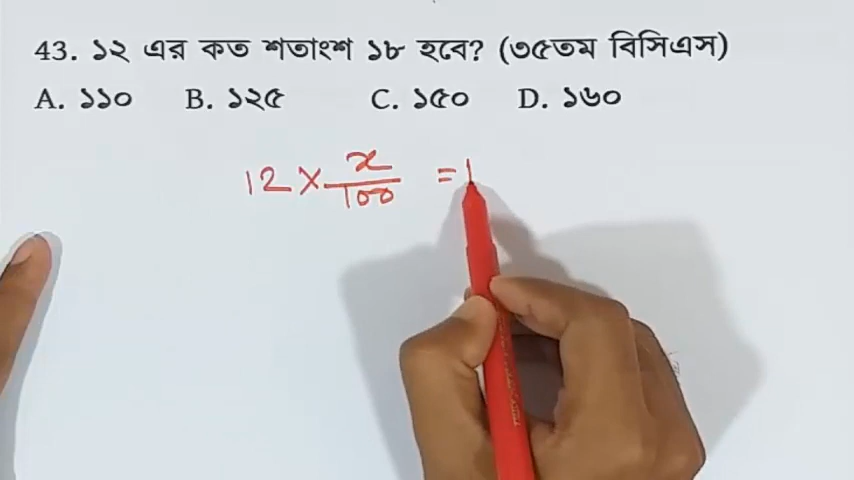 43. ১২ এর কত শতাংশ ১৮ হবে? (৩৫তম বিসিএস)
A. ১১০ B. ১২৫ C. ১৫০ D. ১৬০
12 × x/100 = 1